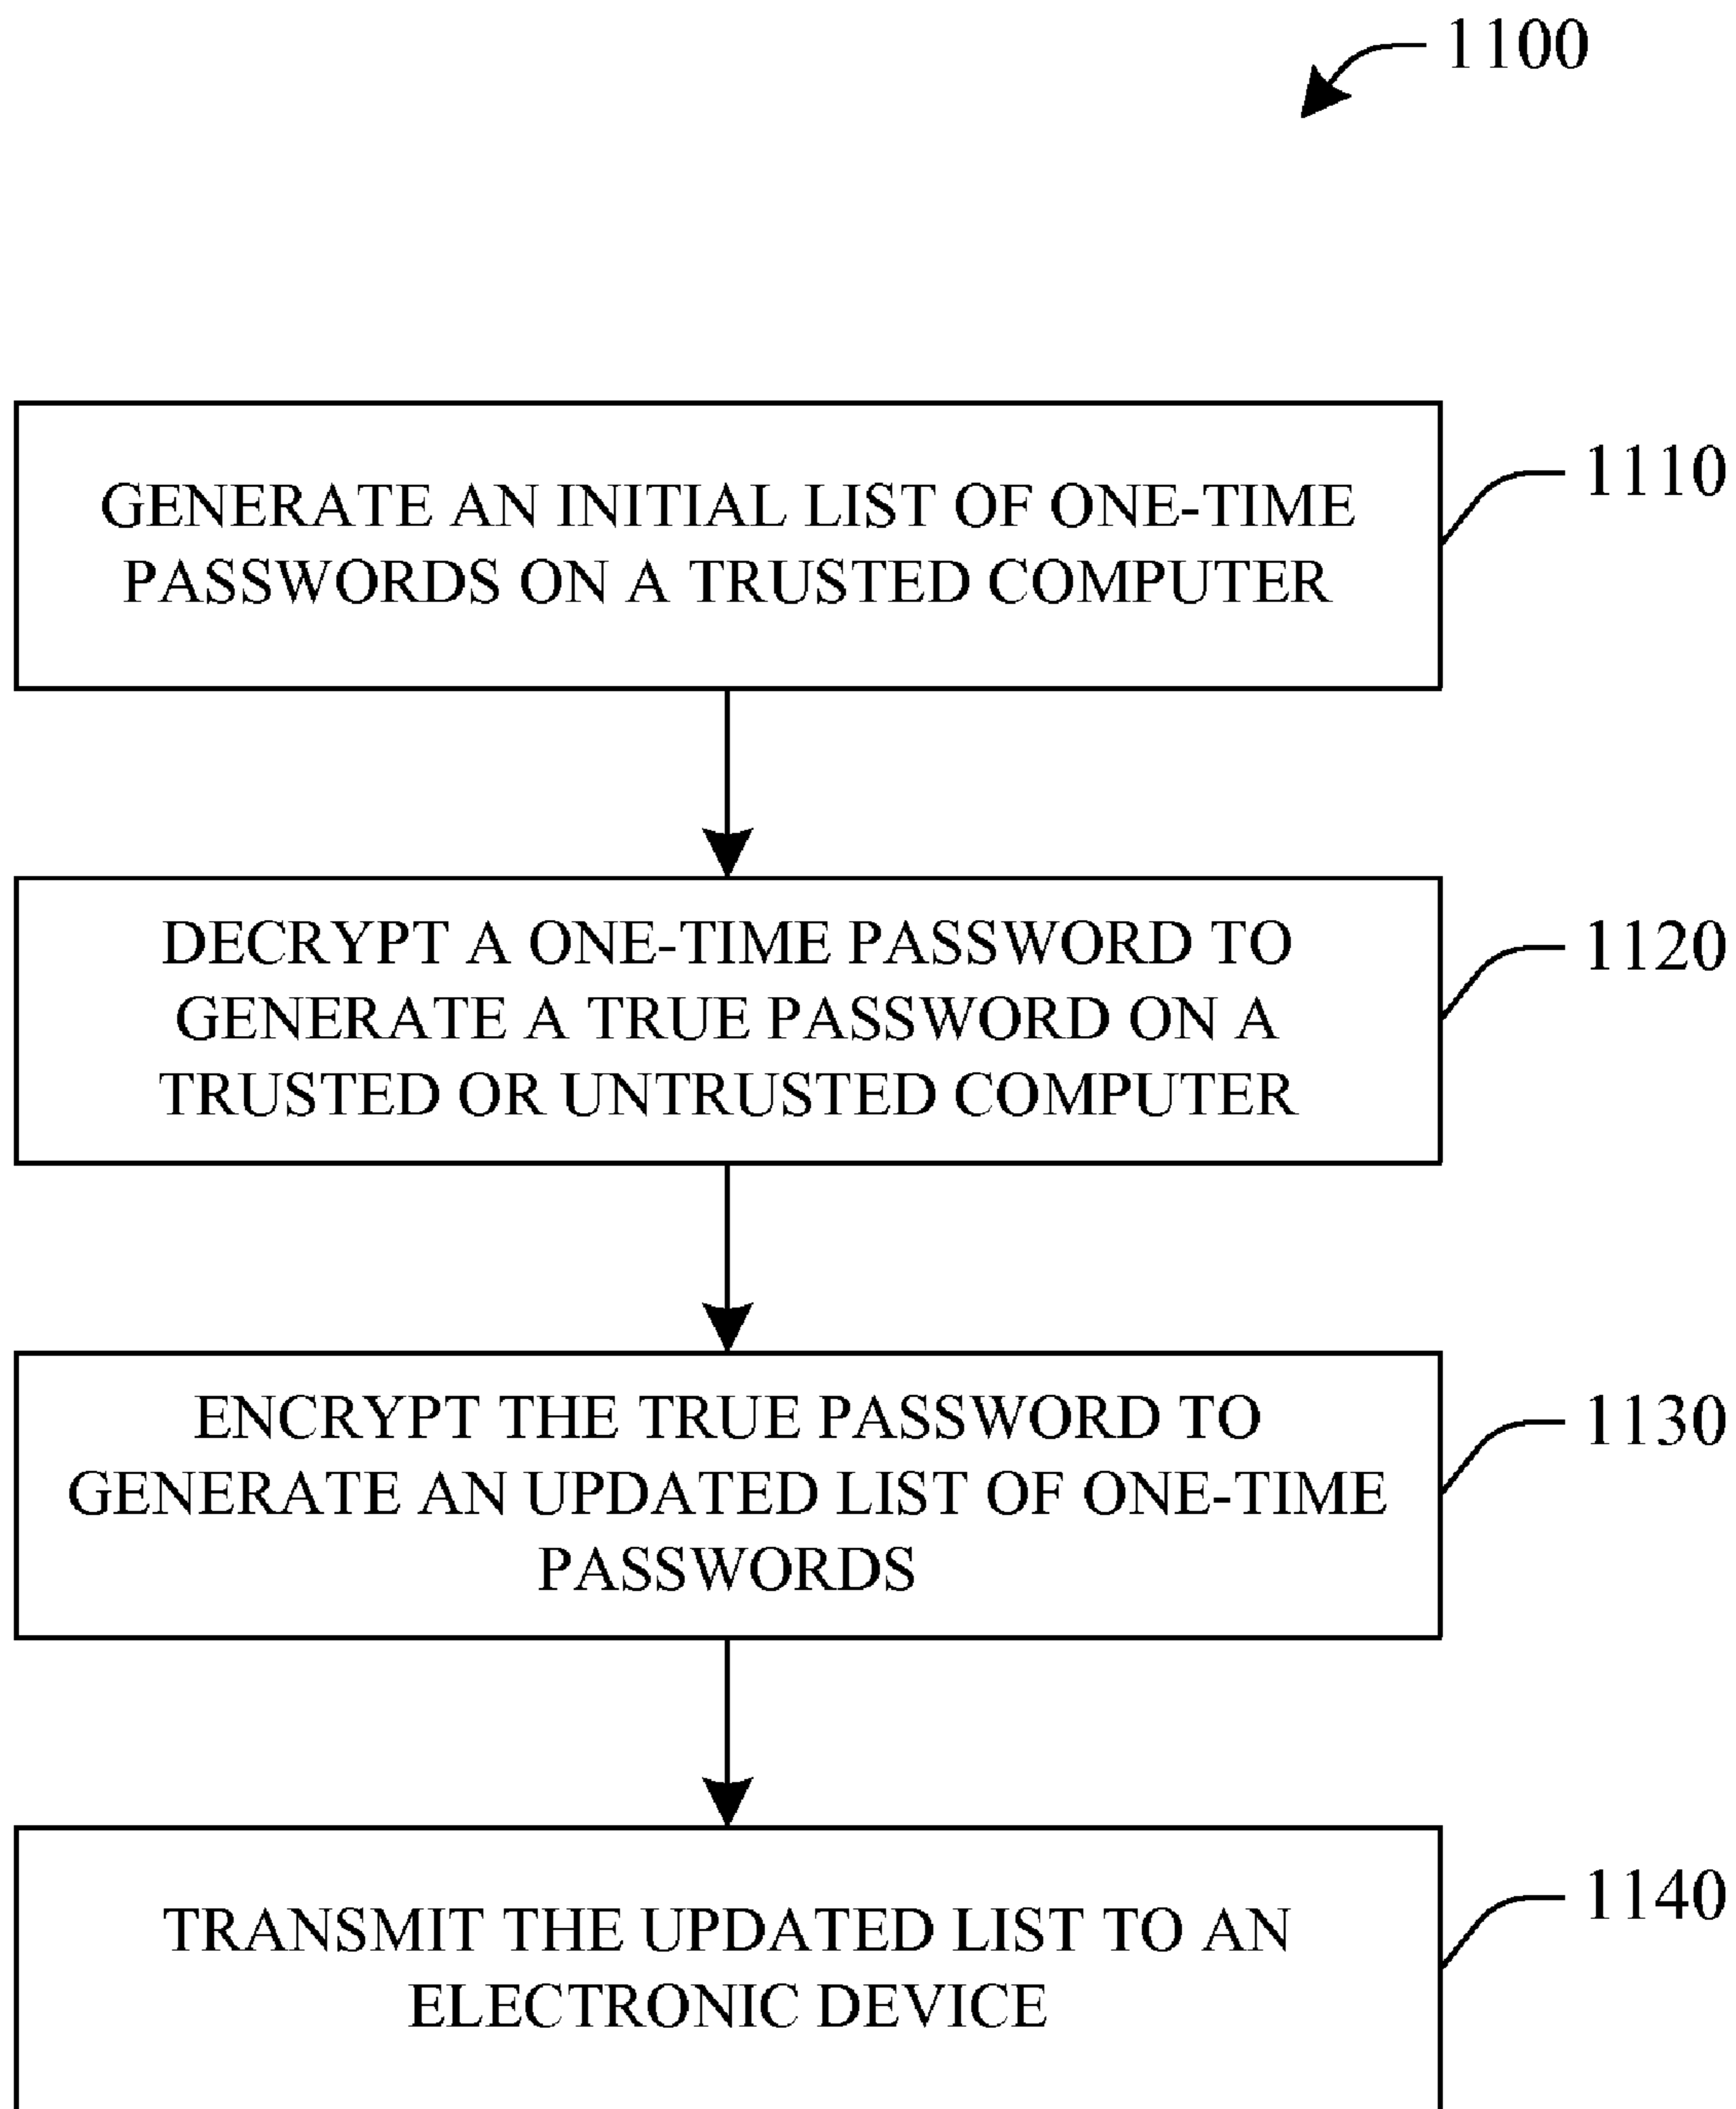 1100
GENERATE AN INITIAL LIST OF ONE-TIME
PASSWORDS ON A TRUSTED COMPUTER
1110
DECRYPT A ONE-TIME PASSWORD TO
GENERATE A TRUE PASSWORD ON A
TRUSTED OR UNTRUSTED COMPUTER
1120
ENCRYPT THE TRUE PASSWORD TO
GENERATE AN UPDATED LIST OF ONE-TIME
PASSWORDS
1130
TRANSMIT THE UPDATED LIST TO AN
ELECTRONIC DEVICE
1140